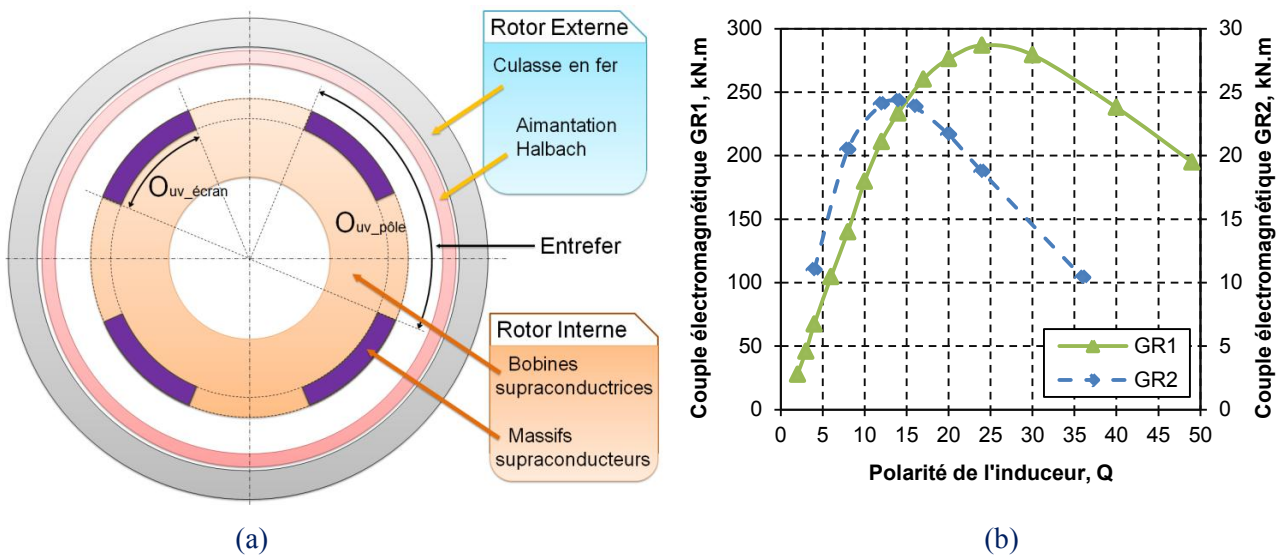 Rotor Externe
Culasse en fer
Aimantation
Halbach
Ouv_écran
Ouv_pôle
Entrefer
Rotor Interne
Bobines
supraconductrices
Massifs
supraconducteurs
(a)
Couple électromagnétique GR1, kN.m
300
250
200
150
100
50
0
30
25
20
15
10
5
0
Couple électromagnétique GR2, kN.m
GR1
GR2
0 5 10 15 20 25 30 35 40 45 50
Polarité de l'induceur, Q
(b)